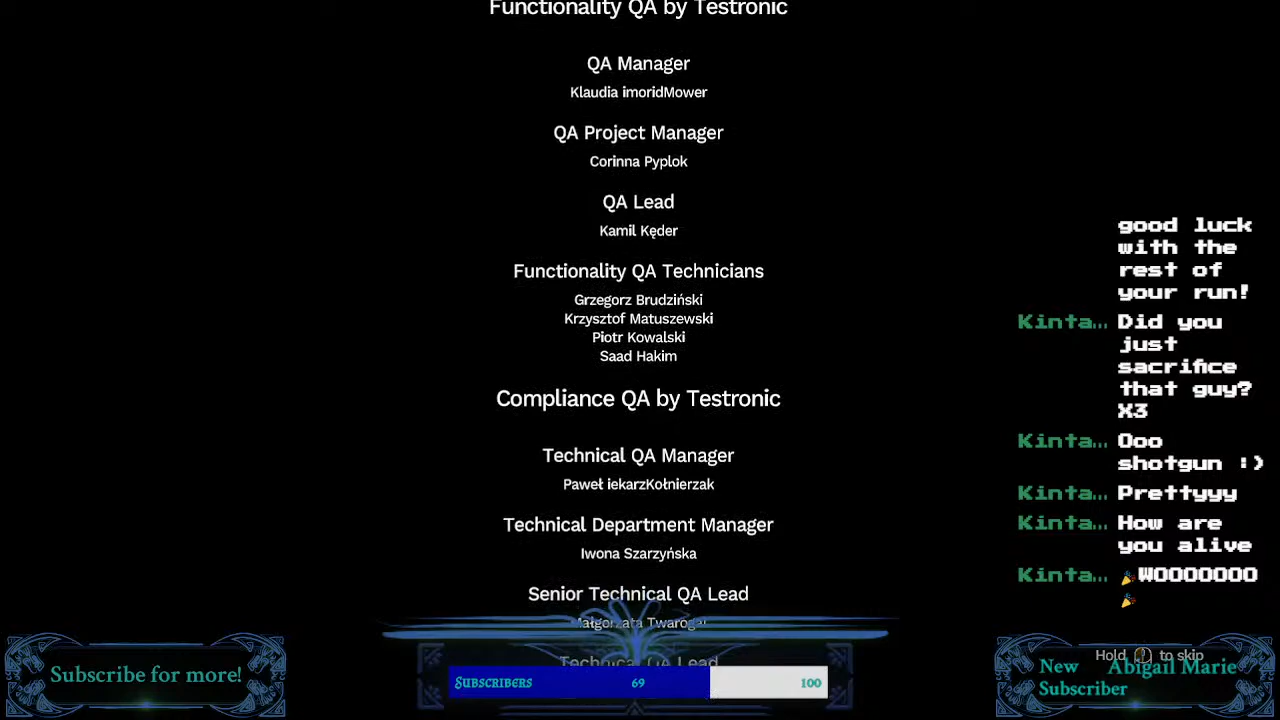 Functionality QA by Testronic
QA Manager
Klaudia imoridMower
QA Project Manager
Corinna Pyplok
QA Lead
Kamil Kęder
Functionality QA Technicians
Grzegorz Brudziński
Krzysztof Matuszewski
Piotr Kowalski
Saad Hakim
Compliance QA by Testronic
Technical QA Manager
Paweł iekarzKołnierzak
Technical Department Manager
Iwona Szarzyńska
Senior Technical QA Lead
Małgorzata
Technical QA Lead
good luck
with the
rest of
your run!
Kinta... Did you
just
sacrifice
that guy?
X3
Kinta... Ooo
shotgun :)
Kinta... Prettyyy
Kinta... How are
you alive
Kinta... 🎉WOOOOOOO
🎉
Subscribe for more!
Subscribers 69 100
Hold to skip
New Abigail Marie
Subscriber